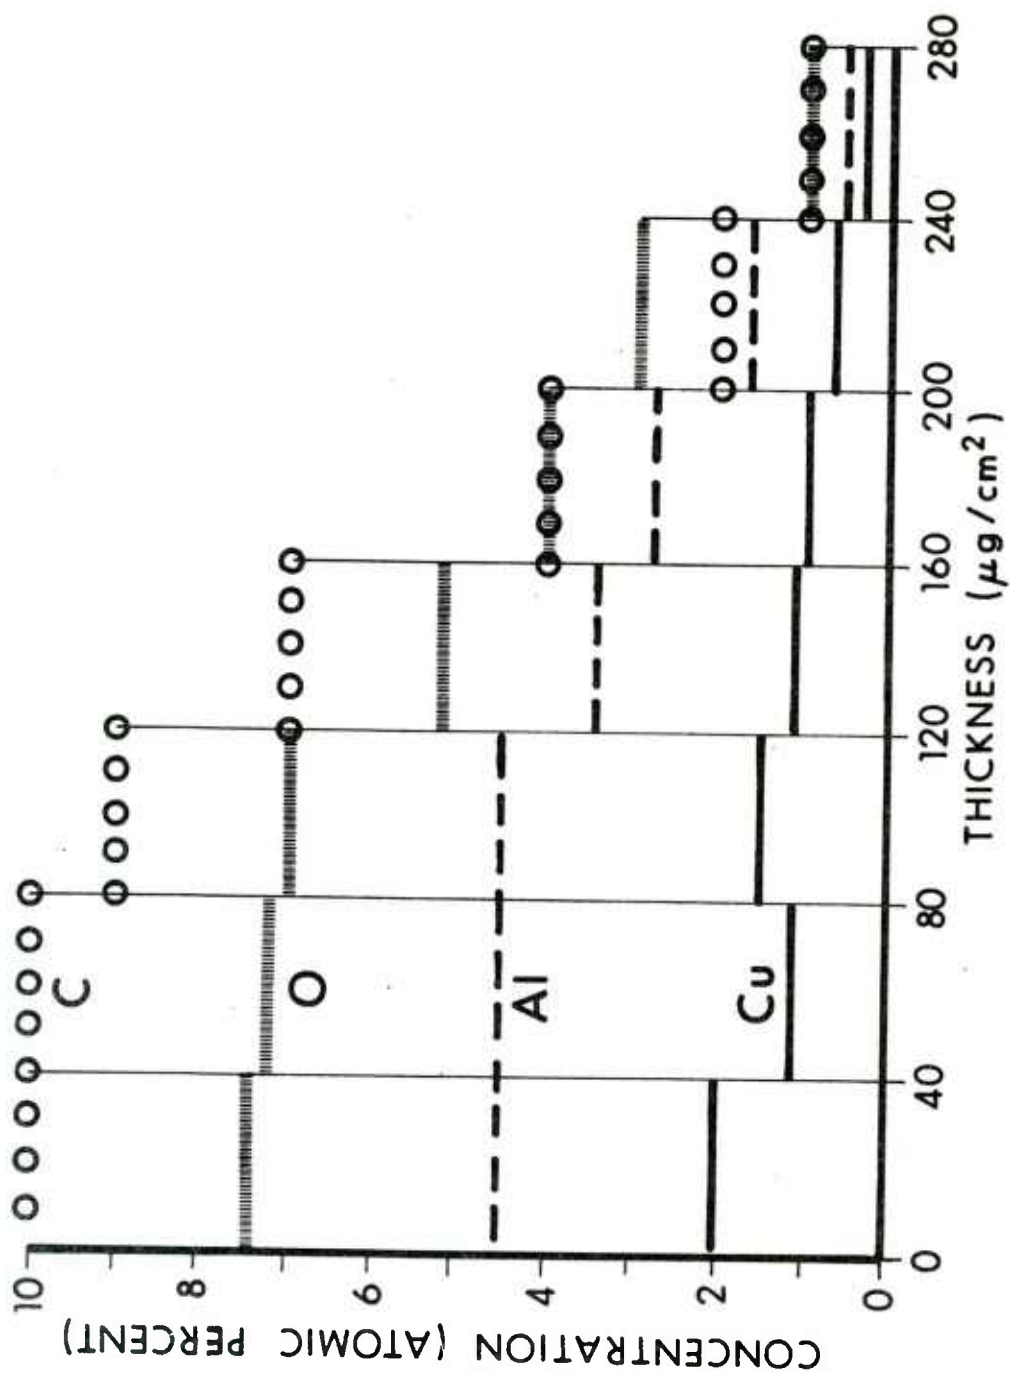 CONCENTRATION (ATOMIC PERCENT)
10
8
6
4
2
0
C
O
Al
Cu
0 40 80 120 160 200 240 280
THICKNESS (μg/cm²)